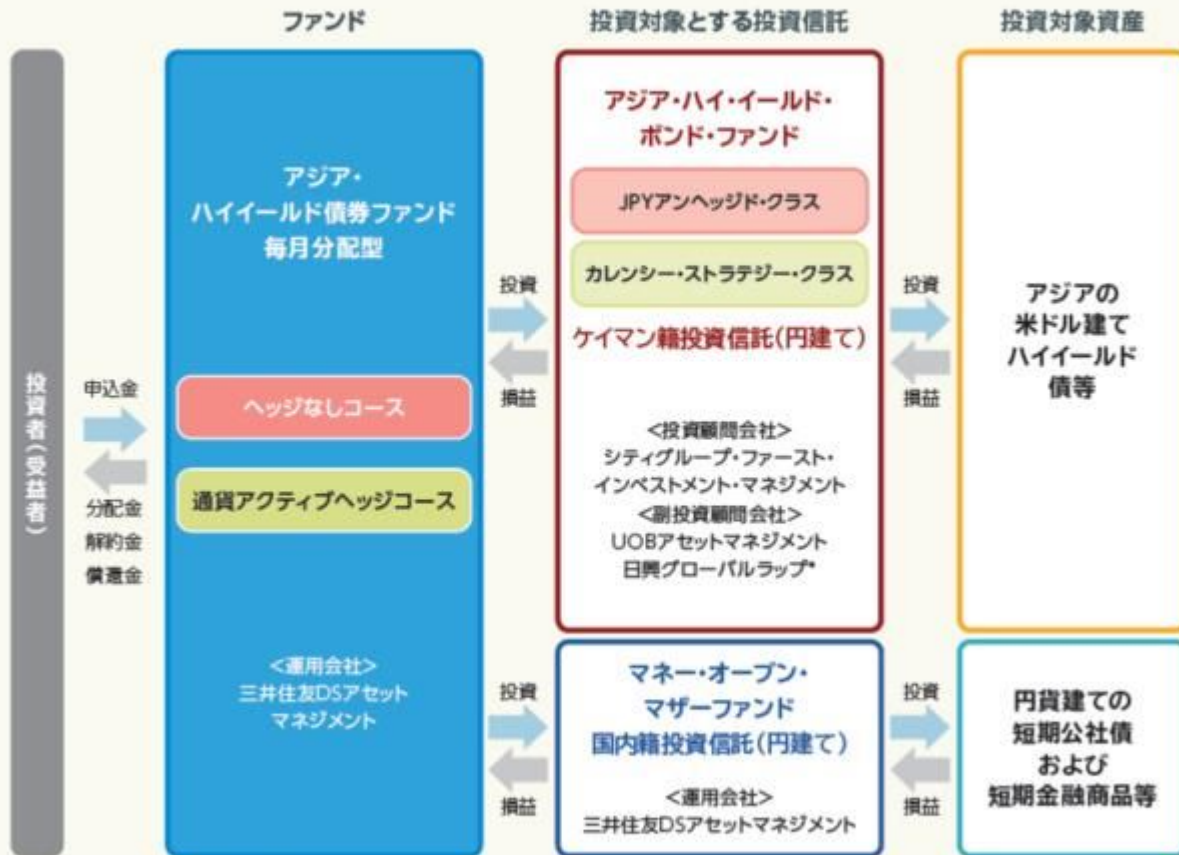 ファンド
投資対象とする投資信託
投資対象資産
投資者(受益者)
申込金
分配金
解約金
償還金
アジア・
ハイイールド債券ファンド
毎月分配型
ヘッジなしコース
通貨アクティブヘッジコース
<運用会社>
三井住友DSアセット
マネジメント
投資
損益
投資
損益
アジア・ハイ・イールド・
ボンド・ファンド
JPYアンヘッジド・クラス
カレンシー・ストラテジー・クラス
ケイマン籍投資信託(円建て)
<投資顧問会社>
シティグループ・ファースト・
インベストメント・マネジメント
<副投資顧問会社>
UOBアセットマネジメント
日興グローバルラップ*
マネー・オープン・
マザーファンド
国内籍投資信託(円建て)
<運用会社>
三井住友DSアセットマネジメント
投資
損益
投資
損益
アジアの
米ドル建て
ハイイールド
債等
円貨建ての
短期公社債
および
短期金融商品等